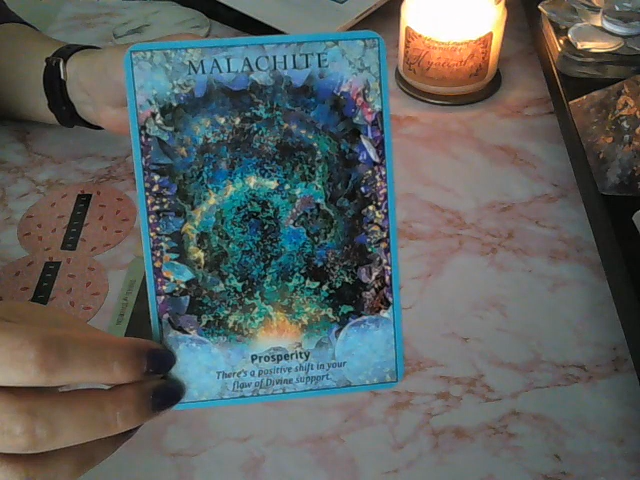 MALACHITE
Prosperity
There's a positive shift in your
flow of Divine support.